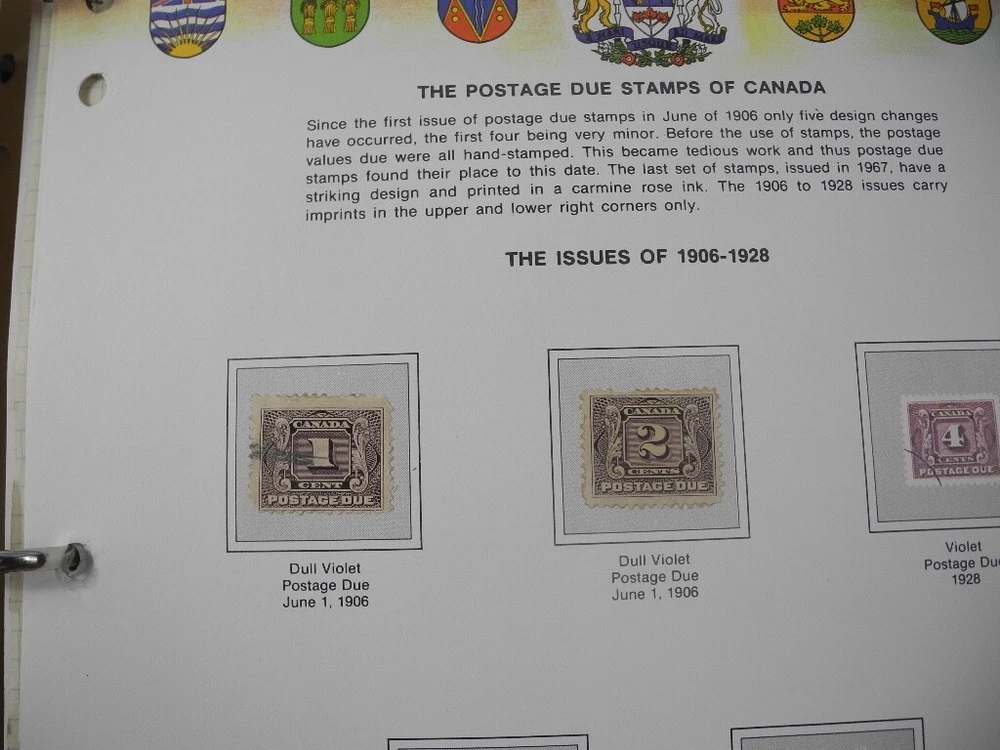 THE POSTAGE DUE STAMPS OF CANADA
Since the first issue of postage due stamps in June of 1906 only five design changes
have occurred, the first four being very minor. Before the use of stamps, the postage
values due were all hand-stamped. This became tedious work and thus postage due
stamps found their place to this date. The last set of stamps, issued in 1967, have a
striking design and printed in a carmine rose ink. The 1906 to 1928 issues carry
imprints in the upper and lower right corners only.
THE ISSUES OF 1906-1928
CANADA
1
CENT
POSTAGE DUE
CANADA
2
CENTS
POSTAGE DUE
CANADA
4
CENTS
POSTAGE DUE
Dull Violet
Postage Due
June 1, 1906
Dull Violet
Postage Due
June 1, 1906
Violet
Postage Du
1928